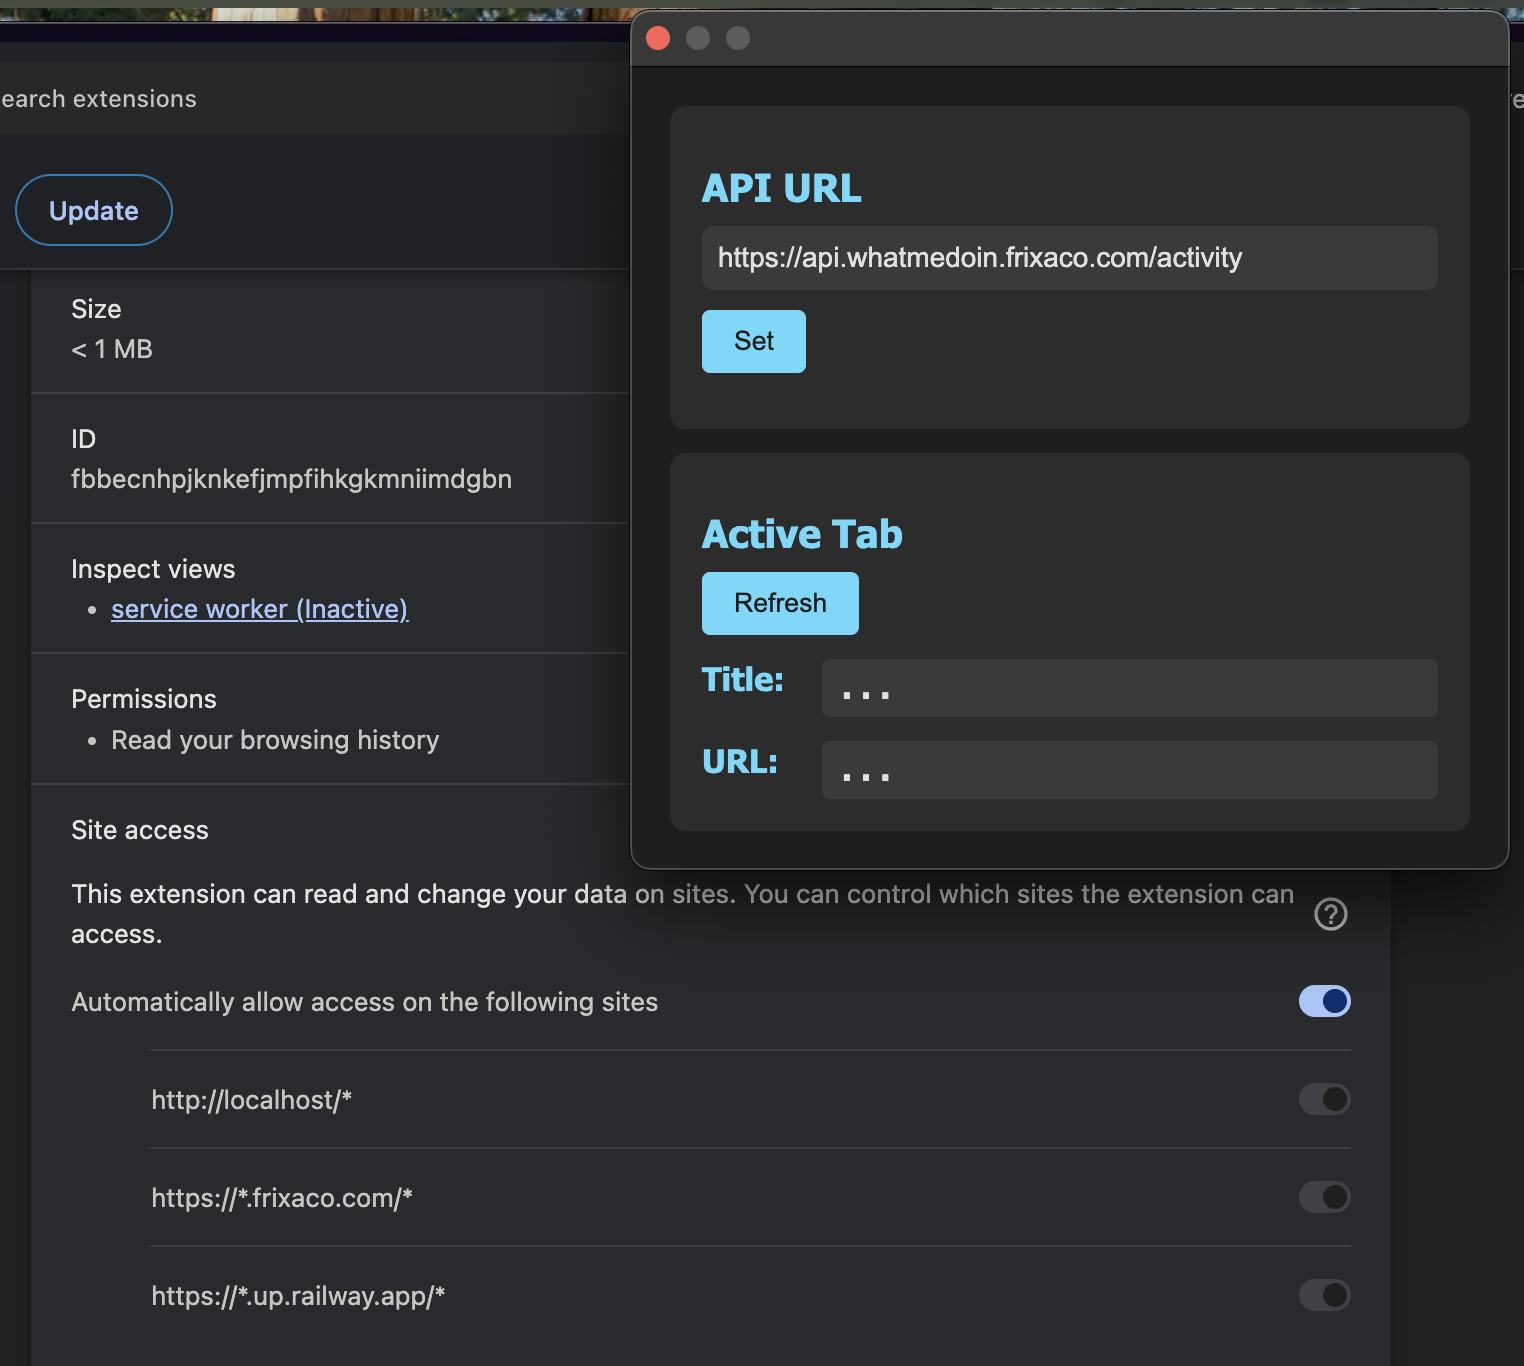 earch extensions
Update
Size
< 1 MB
ID
fbbecnhpjknkefjmpfihkgkmniimdgbn
Inspect views
service worker (Inactive)
Permissions
Read your browsing history
Site access
This extension can read and change your data on sites. You can control which sites the extension can
access.
Automatically allow access on the following sites
http://localhost/*
https://*.frixaco.com/*
https://*.up.railway.app/*
API URL
https://api.whatmedoin.frixaco.com/activity
Set
Active Tab
Refresh
Title:
...
URL:
...